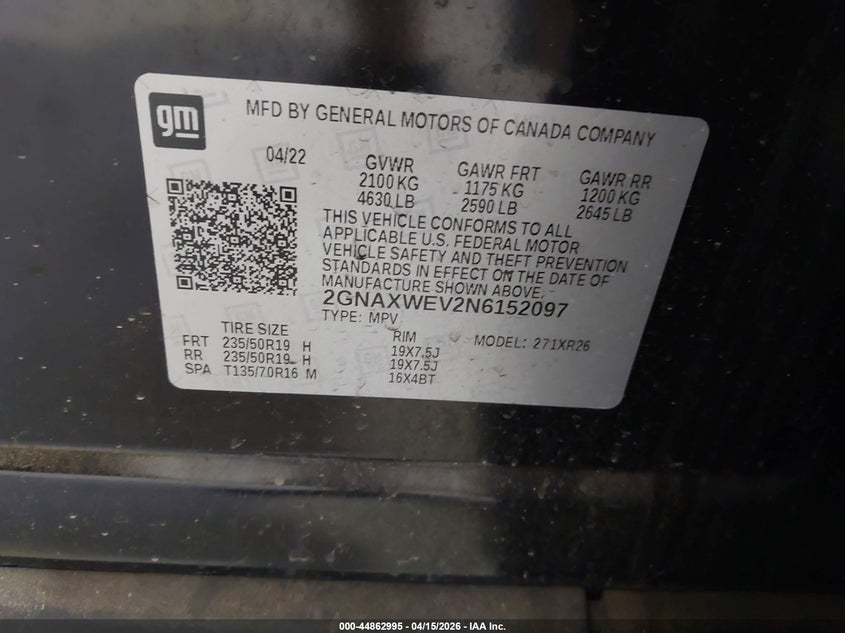 gm
MFD BY GENERAL MOTORS OF CANADA COMPANY
04/22 GVWR GAWR FRT GAWR RR
2100 KG 1175 KG 1200 KG
4630 LB 2590 LB 2645 LB
THIS VEHICLE CONFORMS TO ALL
APPLICABLE U.S. FEDERAL MOTOR
VEHICLE SAFETY AND THEFT PREVENTION
STANDARDS IN EFFECT ON THE DATE OF
MANUFACTURE SHOWN ABOVE.
2GNAXWEV2N6152097
TYPE: MPV
TIRE SIZE RIM MODEL: 271XR26
FRT 235/50R19 H 19X7.5J
RR 235/50R19 H 19X7.5J
SPA T135/70R16 M 16X4BT
000-44862995 - 04/15/2026 - IAA Inc.